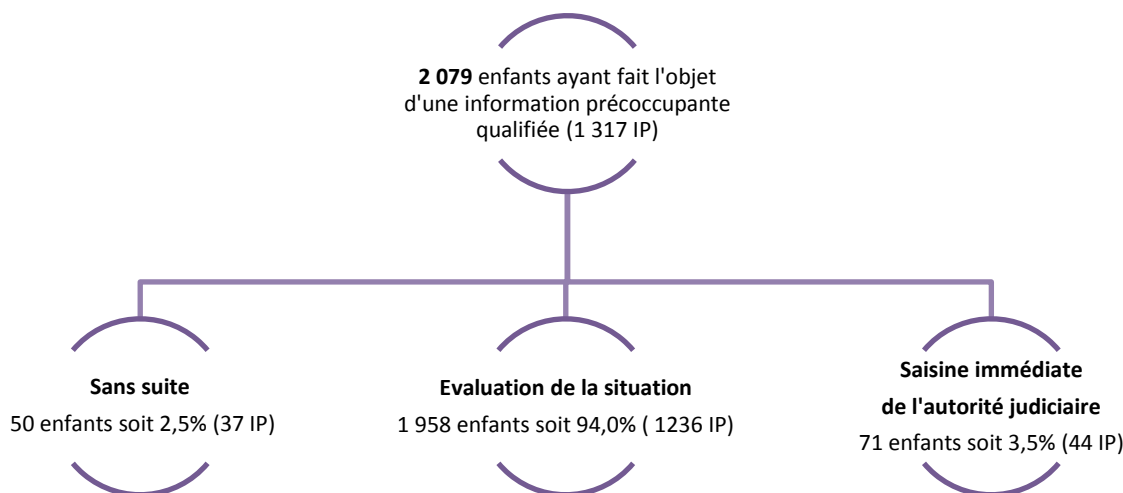 2 079 enfants ayant fait l'objet
d'une information précoccupante
qualifiée (1 317 IP)
Sans suite
50 enfants soit 2,5% (37 IP)
Evaluation de la situation
1 958 enfants soit 94,0% ( 1236 IP)
Saisine immédiate
de l'autorité judiciaire
71 enfants soit 3,5% (44 IP)